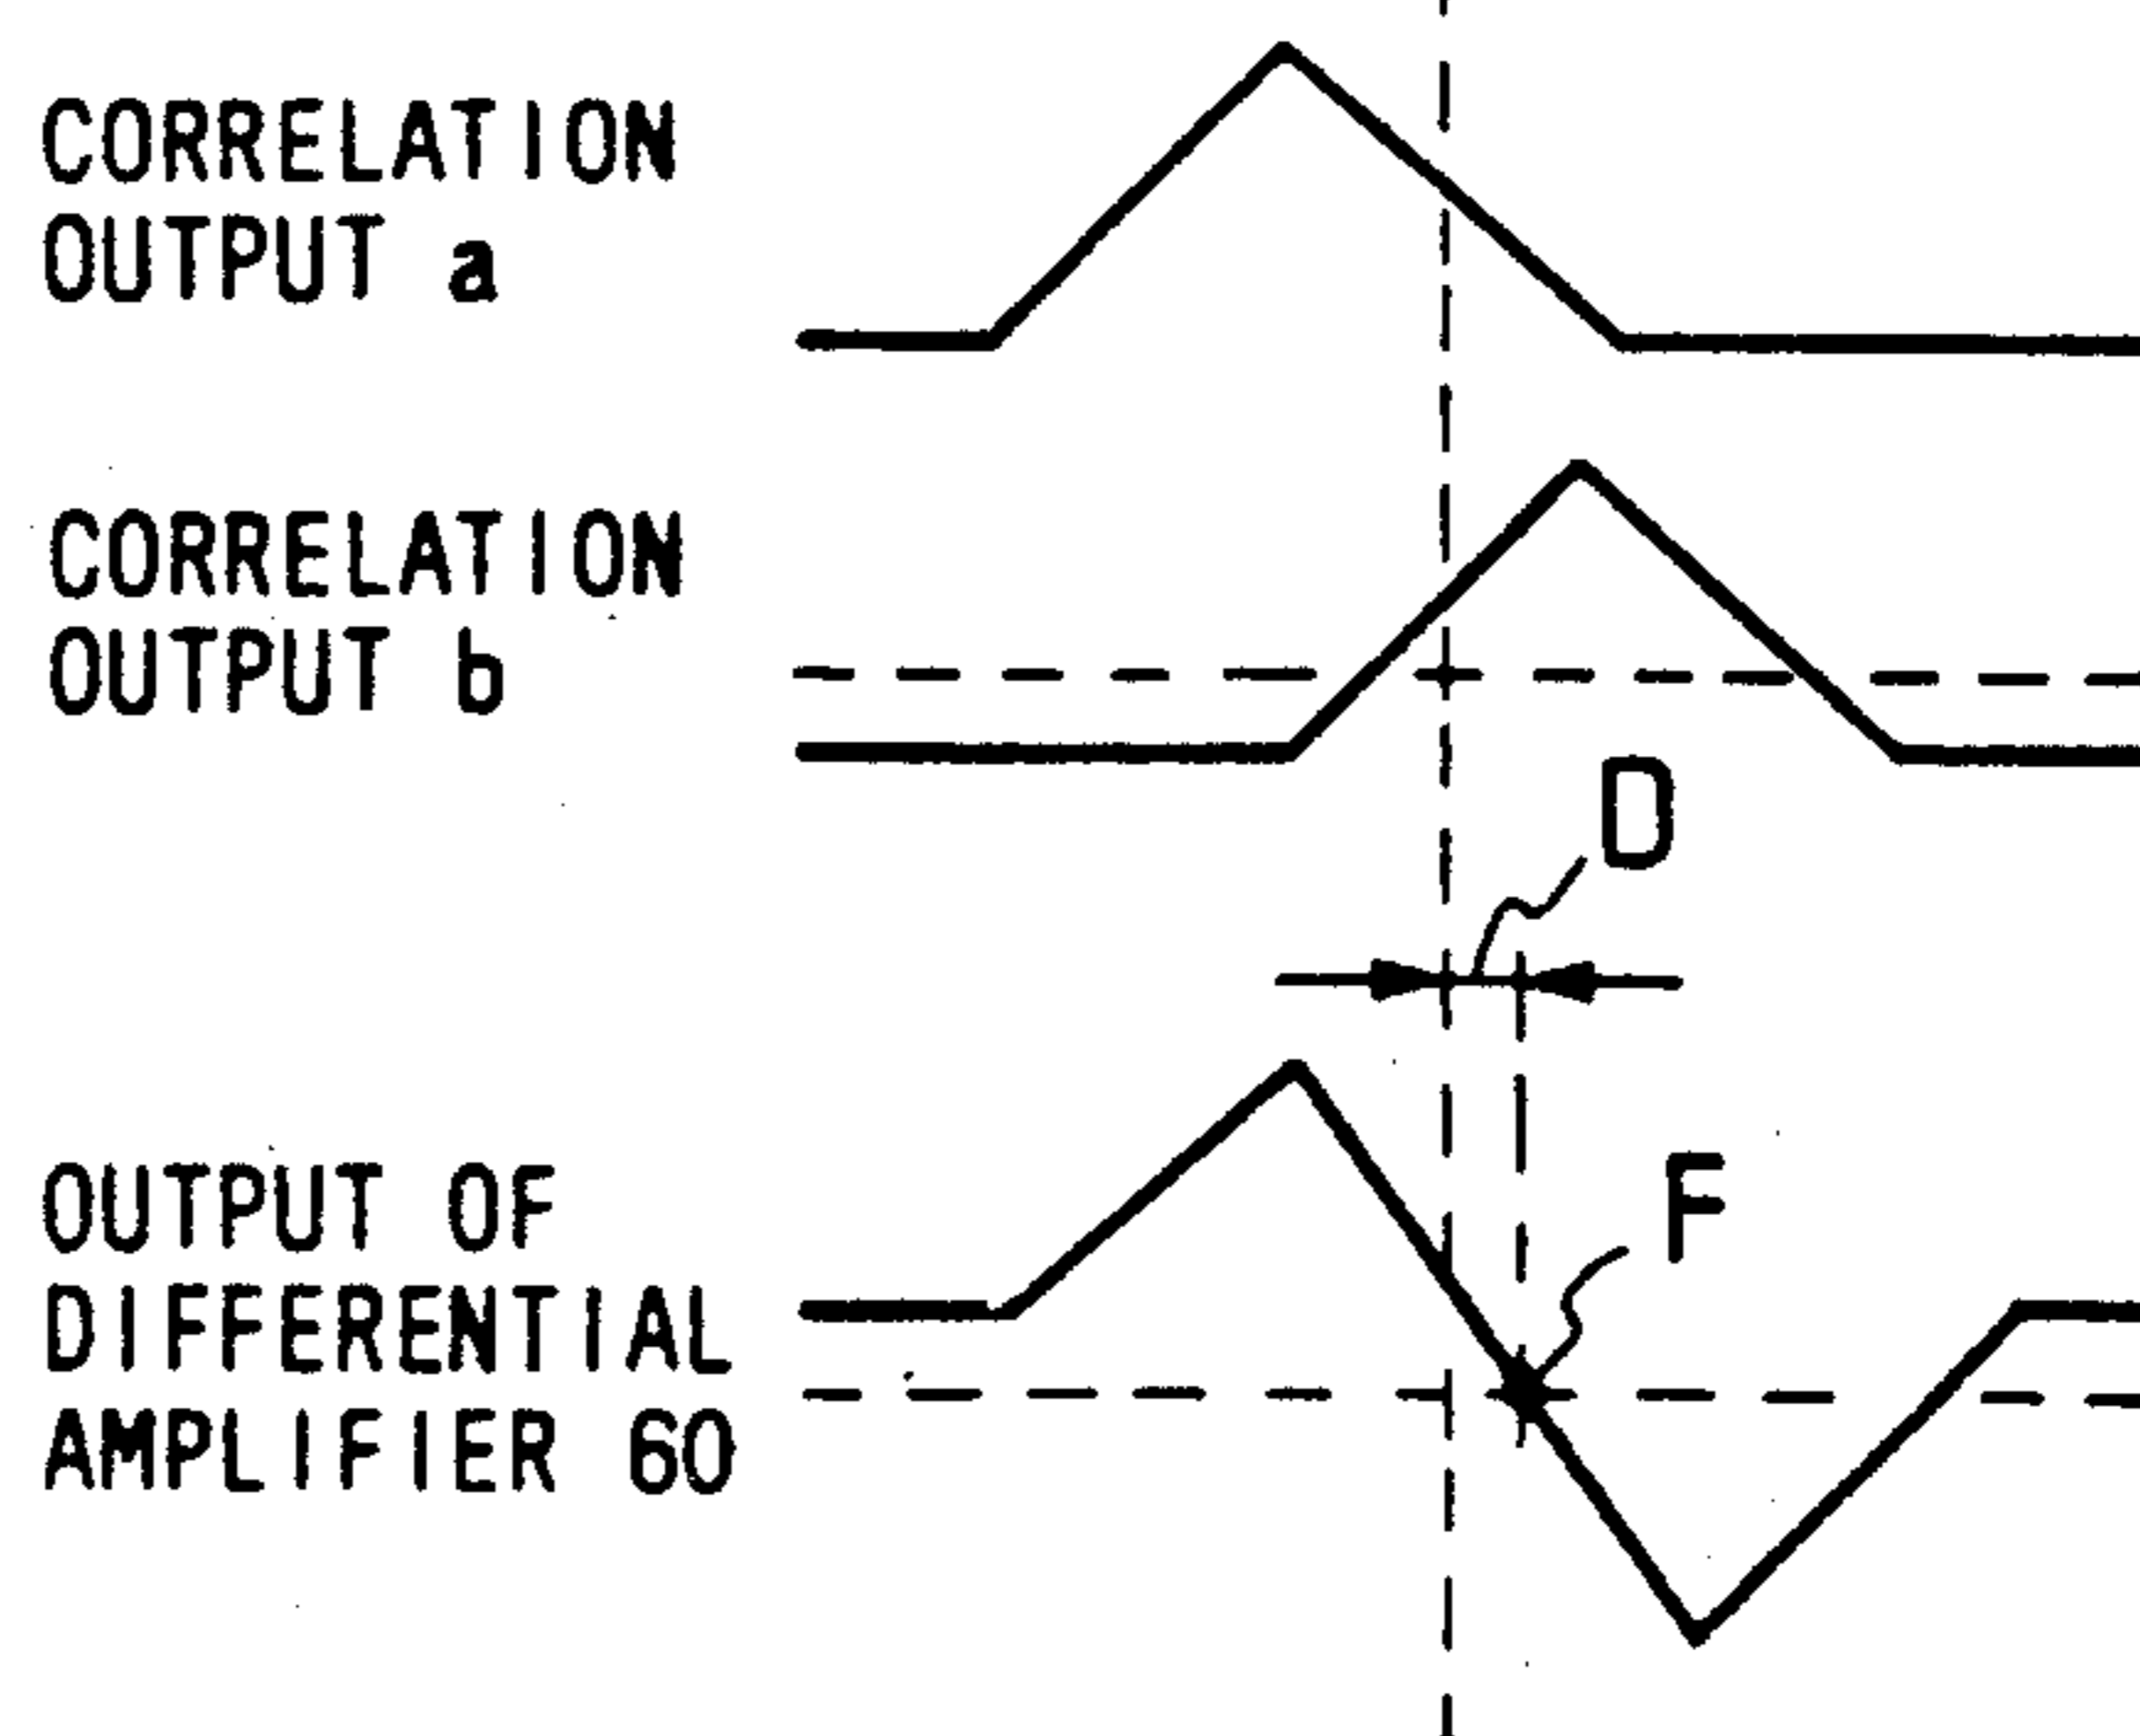 CORRELATION
OUTPUT a
CORRELATION
OUTPUT b
D
F
OUTPUT OF
DIFFERENTIAL
AMPLIFIER 60